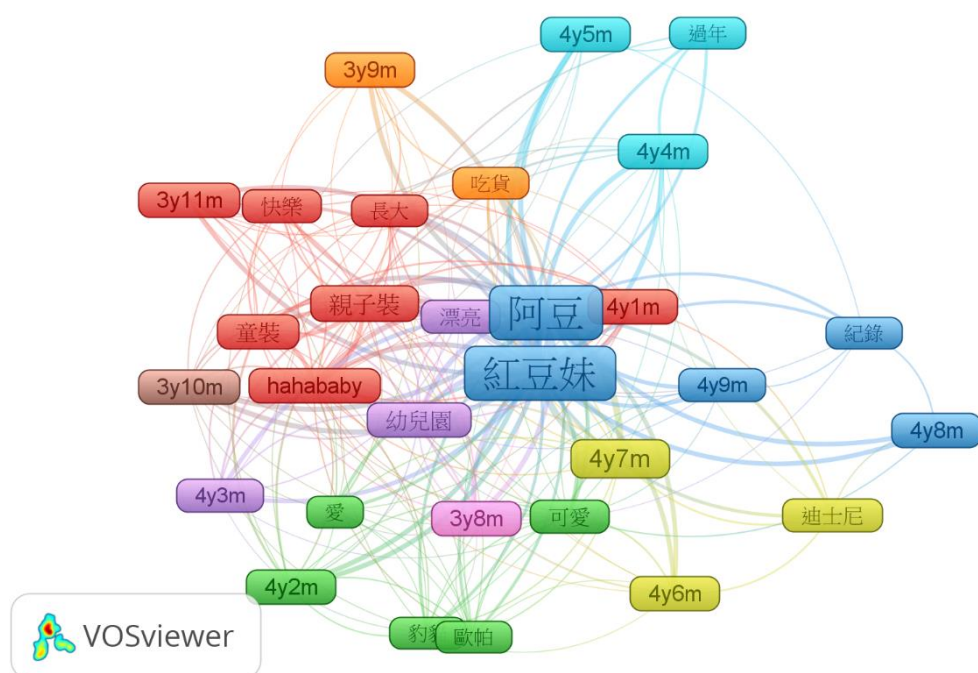 4y5m
過年
3y9m
4y4m
吃貨
3y11m
快樂
長大
親子裝
漂亮
阿豆
4y1m
童裝
紀錄
紅豆妹
3y10m
hahababy
4y9m
幼兒園
4y8m
4y7m
4y3m
愛
3y8m
可愛
迪士尼
4y2m
4y6m
豹
歐帕
VOSviewer